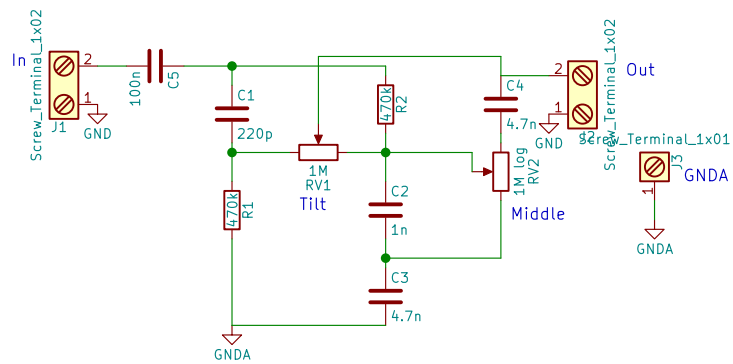 In
Screw_Terminal_1x02
2
1
J1
GND
100n
C5
C1
220p
470k
R1
GNDA
1M
RV1
Tilt
470k
R2
C2
1n
C3
4.7n
C4
4.7n
1M log
RV2
Middle
2
1
GND
J2
Screw_Terminal_1x02
Out
Screw_Terminal_1x01
J3
1
GNDA
GNDA